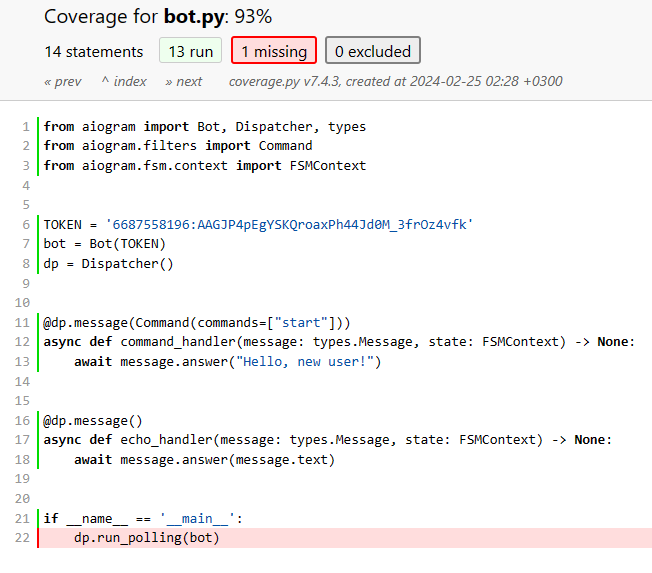 Coverage for bot.py: 93%
14 statements 13 run 1 missing 0 excluded
« prev ^ index » next coverage.py v7.4.3, created at 2024-02-25 02:28 +0300
1 from aiogram import Bot, Dispatcher, types
2 from aiogram.filters import Command
3 from aiogram.fsm.context import FSMContext
4
5
6 TOKEN = '6687558196:AAGJP4pEgYSKQroaxPh44Jd0M_3frOz4vfk'
7 bot = Bot(TOKEN)
8 dp = Dispatcher()
9
10
11 @dp.message(Command(commands=["start"]))
12 async def command_handler(message: types.Message, state: FSMContext) -> None:
13     await message.answer("Hello, new user!")
14
15
16 @dp.message()
17 async def echo_handler(message: types.Message, state: FSMContext) -> None:
18     await message.answer(message.text)
19
20
21 if __name__ == '__main__':
22     dp.run_polling(bot)